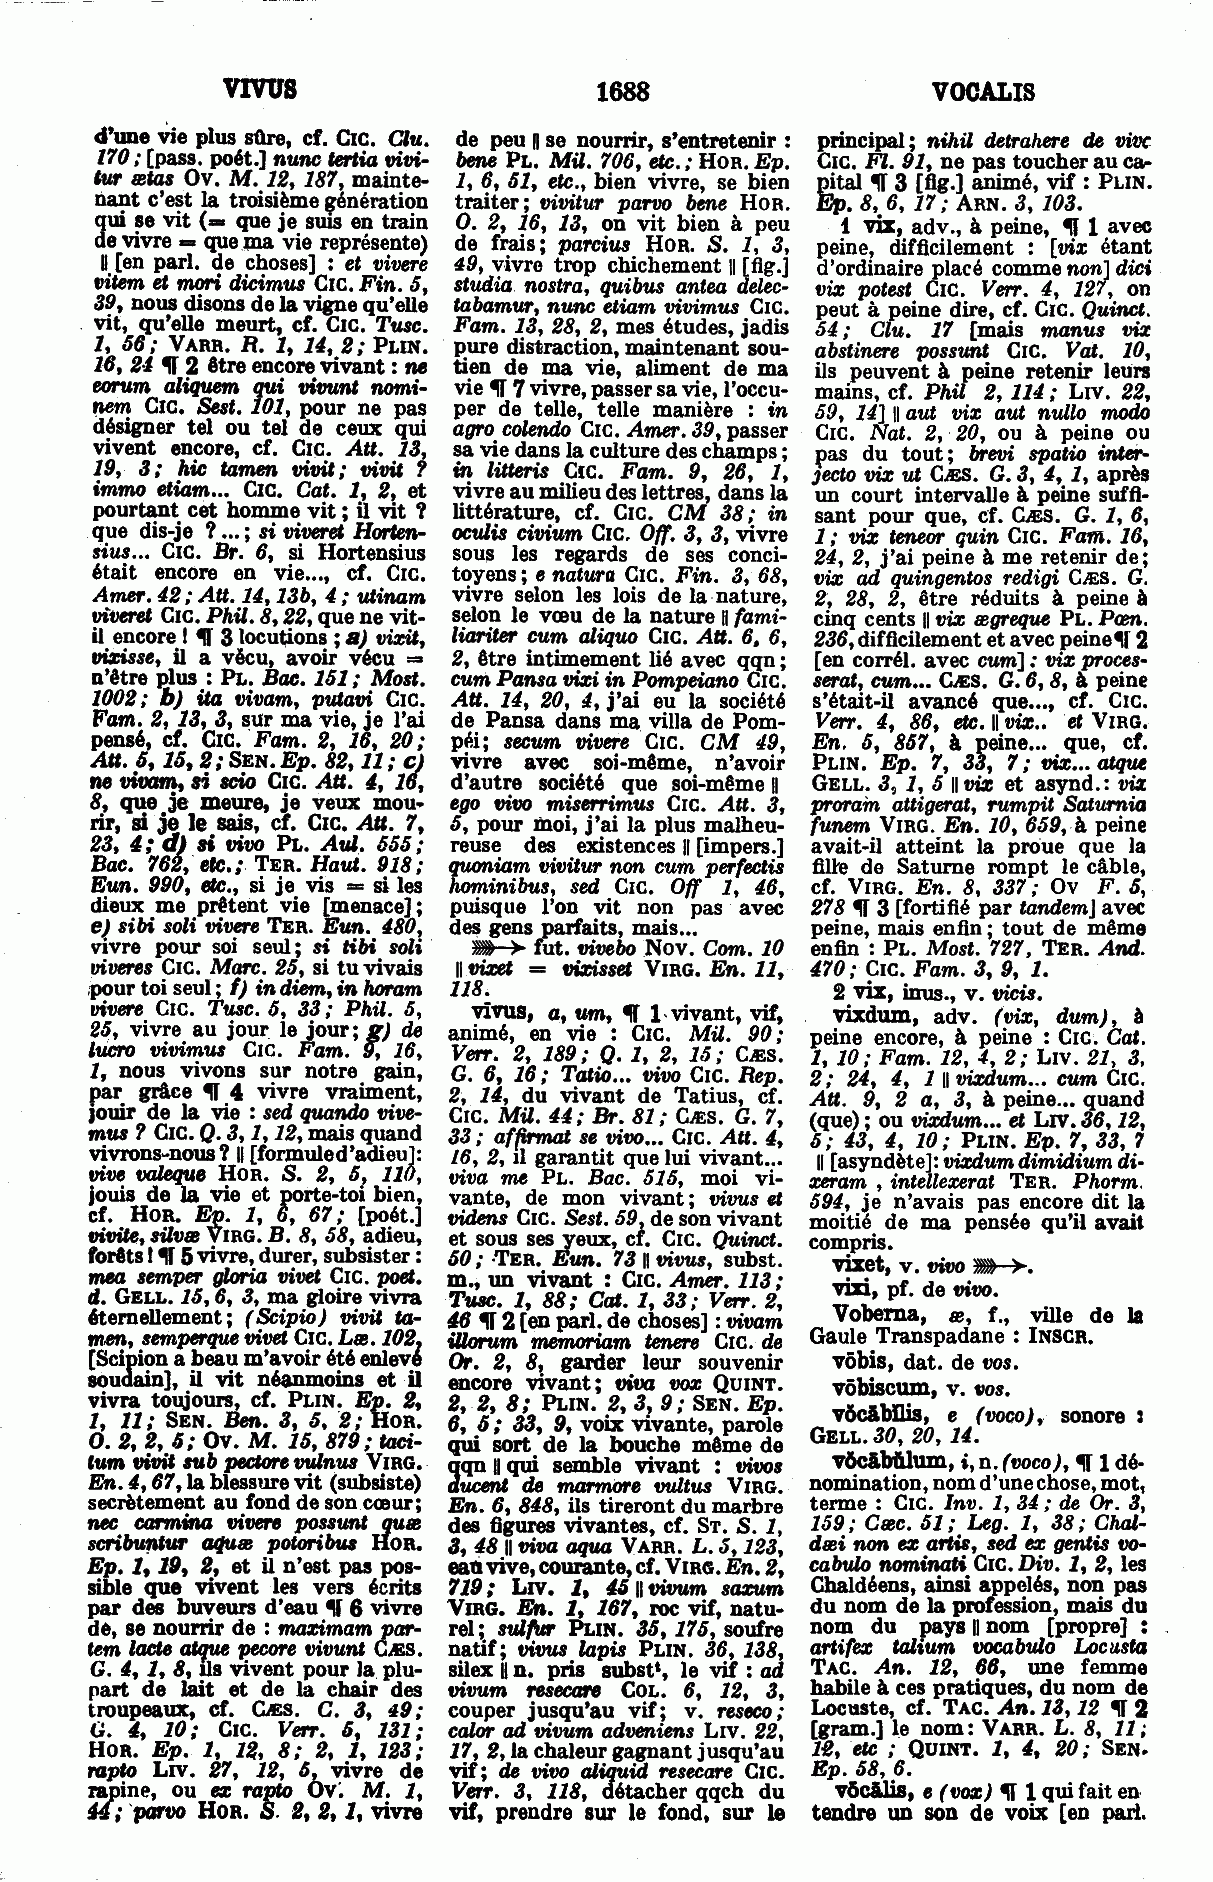 VIVUS 1688 VOCALIS
d'une vie plus sûre, cf. CIC. Clu.
170 ; [pass. poét.] nunc tertia vivi-
tur ætas OV. M. 12, 187, mainte-
nant c'est la troisième génération
qui se vit (= que je suis en train
de vivre = que ma vie représente)
‖ [en parl. de choses] : et vivere
vitem et mori dicimus CIC. Fin. 5,
39, nous disons de la vigne qu'elle
vit, qu'elle meurt, cf. CIC. Tusc.
1, 56 ; VARR. R. 1, 14, 2 ; PLIN.
16, 24 ¶ 2 être encore vivant : ne
eorum aliquem qui vivunt nomi-
nem CIC. Sest. 101, pour ne pas
désigner tel ou tel de ceux qui
vivent encore, cf. CIC. Att. 13,
19, 3 ; hic tamen vivit ; vivit ?
immo etiam... CIC. Cat. 1, 2, et
pourtant cet homme vit ; il vit ?
que dis-je ? ... ; si viveret Horten-
sius... CIC. Br. 6, si Hortensius
était encore en vie..., cf. CIC.
Amer. 42 ; Att. 14, 13b, 4 ; utinam
viveret CIC. Phil. 8, 22, que ne vit-
il encore ! ¶ 3 locutions ; a) vixit,
vixisse, il a vécu, avoir vécu =
n'être plus : PL. Bac. 151 ; Most.
1002 ; b) ita vivam, putavi CIC.
Fam. 2, 13, 3, sur ma vie, je l'ai
pensé, cf. CIC. Fam. 2, 16, 20 ;
Att. 5, 15, 2 ; SEN. Ep. 82, 11 ; c)
ne vivam, si scio CIC. Att. 4, 16,
8, que je meure, je veux mou-
rir, si je le sais, cf. CIC. Att. 7,
23, 4 ; d) si vivo PL. Aul. 555 ;
Bac. 762, etc. ; TER. Haut. 918 ;
Eun. 990, etc., si je vis = si les
dieux me prêtent vie [menace] ;
e) sibi soli vivere TER. Eun. 480,
vivre pour soi seul ; si tibi soli
viveres CIC. Marc. 25, si tu vivais
pour toi seul ; f) in diem, in horam
vivere CIC. Tusc. 5, 33 ; Phil. 5,
25, vivre au jour le jour ; g) de
lucro vivimus CIC. Fam. 9, 16,
1, nous vivons sur notre gain,
par grâce ¶ 4 vivre vraiment,
jouir de la vie : sed quando vive-
mus ? CIC. Q. 3, 1, 12, mais quand
vivrons-nous ? ‖ [formule d'adieu] :
vive valeque HOR. S. 2, 5, 110,
jouis de la vie et porte-toi bien,
cf. HOR. Ep. 1, 6, 67 ; [poét.]
vivite, silvæ VIRG. B. 8, 58, adieu,
forêts ! ¶ 5 vivre, durer, subsister :
mea semper gloria vivet CIC. poet.
d. GELL. 15, 6, 3, ma gloire vivra
éternellement ; (Scipio) vivit ta-
men, semperque vivet CIC. Læ. 102,
[Scipion a beau m'avoir été enlevé
soudain], il vit néanmoins et il
vivra toujours, cf. PLIN. Ep. 2,
1, 11 ; SEN. Ben. 3, 5, 2 ; HOR.
O. 2, 2, 5 ; OV. M. 15, 879 ; taci-
tum vivit sub pectore vulnus VIRG.
En. 4, 67, la blessure vit (subsiste)
secrètement au fond de son cœur ;
nec carmina vivere possunt quæ
scribuntur aquæ potoribus HOR.
Ep. 1, 19, 2, et il n'est pas pos-
sible que vivent les vers écrits
par des buveurs d'eau ¶ 6 vivre
de, se nourrir de : maximam par-
tem lacte atque pecore vivunt CÆS.
G. 4, 1, 8, ils vivent pour la plu-
part de lait et de la chair des
troupeaux, cf. CÆS. C. 3, 49 ;
G. 4, 10 ; CIC. Verr. 5, 131 ;
HOR. Ep. 1, 12, 8 ; 2, 1, 123 ;
rapto LIV. 27, 12, 5, vivre de
rapine, ou ex rapto OV. M. 1,
44 ; parvo HOR. S. 2, 2, 1, vivre
de peu ‖ se nourrir, s'entretenir :
bene PL. Mil. 706, etc. ; HOR. Ep.
1, 6, 51, etc., bien vivre, se bien
traiter ; vivitur parvo bene HOR.
O. 2, 16, 13, on vit bien à peu
de frais ; parcius HOR. S. 1, 3,
49, vivre trop chichement ‖ [fig.]
studia nostra, quibus antea delec-
tabamur, nunc etiam vivimus CIC.
Fam. 13, 28, 2, mes études, jadis
pure distraction, maintenant sou-
tien de ma vie, aliment de ma
vie ¶ 7 vivre, passer sa vie, l'occu-
per de telle, telle manière : in
agro colendo CIC. Amer. 39, passer
sa vie dans la culture des champs ;
in litteris CIC. Fam. 9, 26, 1,
vivre au milieu des lettres, dans la
littérature, cf. CIC. CM 38 ; in
oculis civium CIC. Off. 3, 3, vivre
sous les regards de ses conci-
toyens ; e natura CIC. Fin. 3, 68,
vivre selon les lois de la nature,
selon le vœu de la nature ‖ fami-
liariter cum aliquo CIC. Att. 6, 6,
2, être intimement lié avec qqn ;
cum Pansa vixi in Pompeiano CIC.
Att. 14, 20, 4, j'ai eu la société
de Pansa dans ma villa de Pom-
péi ; secum vivere CIC. CM 49,
vivre avec soi-même, n'avoir
d'autre société que soi-même ‖
ego vivo miserrimus CIC. Att. 3,
5, pour moi, j'ai la plus malheu-
reuse des existences ‖ [impers.]
quoniam vivitur non cum perfectis
hominibus, sed CIC. Off 1, 46,
puisque l'on vit non pas avec
des gens parfaits, mais...
⟫→ fut. vivebo NOV. Com. 10
‖ vixet = vixisset VIRG. En. 11,
118.
vīvus, a, um, ¶ 1 vivant, vif,
animé, en vie : CIC. Mil. 90 ;
Verr. 2, 189 ; Q. 1, 2, 15 ; CÆS.
G. 6, 16 ; Tatio... vivo CIC. Rep.
2, 14, du vivant de Tatius, cf.
CIC. Mil. 44 ; Br. 81 ; CÆS. G. 7,
33 ; affirmat se vivo... CIC. Att. 4,
16, 2, il garantit que lui vivant...
viva me PL. Bac. 515, moi vi-
vante, de mon vivant ; vivus et
videns CIC. Sest. 59, de son vivant
et sous ses yeux, cf. CIC. Quinct.
50 ; TER. Eun. 73 ‖ vivus, subst.
m., un vivant : CIC. Amer. 113 ;
Tusc. 1, 88 ; Cat. 1, 33 ; Verr. 2,
46 ¶ 2 [en parl. de choses] : vivam
illorum memoriam tenere CIC. de
Or. 2, 8, garder leur souvenir
encore vivant ; viva vox QUINT.
2, 2, 8 ; PLIN. 2, 3, 9 ; SEN. Ep.
6, 5 ; 33, 9, voix vivante, parole
qui sort de la bouche même de
qqn ‖ qui semble vivant : vivos
ducent de marmore vultus VIRG.
En. 6, 848, ils tireront du marbre
des figures vivantes, cf. ST. S. 1,
3, 48 ‖ viva aqua VARR. L. 5, 123,
eau vive, courante, cf. VIRG. En. 2,
719 ; LIV. 1, 45 ‖ vivum saxum
VIRG. En. 1, 167, roc vif, natu-
rel ; sulfur PLIN. 35, 175, soufre
natif ; vivus lapis PLIN. 36, 138,
silex ‖ n. pris substᵗ, le vif : ad
vivum resecare COL. 6, 12, 3,
couper jusqu'au vif ; v. reseco ;
calor ad vivum adveniens LIV. 22,
17, 2, la chaleur gagnant jusqu'au
vif ; de vivo aliquid resecare CIC.
Verr. 3, 118, détacher qqch du
vif, prendre sur le fond, sur le
principal ; nihil detrahere de vivo
CIC. Fl. 91, ne pas toucher au ca-
pital ¶ 3 [fig.] animé, vif : PLIN.
Ep. 8, 6, 17 ; ARN. 3, 103.
1 vix, adv., à peine, ¶ 1 avec
peine, difficilement : [vix étant
d'ordinaire placé comme non] dici
vix potest CIC. Verr. 4, 127, on
peut à peine dire, cf. CIC. Quinct.
54 ; Clu. 17 [mais manus vix
abstinere possunt CIC. Vat. 10,
ils peuvent à peine retenir leurs
mains, cf. Phil 2, 114 ; LIV. 22,
59, 14] ‖ aut vix aut nullo modo
CIC. Nat. 2, 20, ou à peine ou
pas du tout ; brevi spatio inter-
jecto vix ut CÆS. G. 3, 4, 1, après
un court intervalle à peine suffi-
sant pour que, cf. CÆS. G. 1, 6,
1 ; vix teneor quin CIC. Fam. 16,
24, 2, j'ai peine à me retenir de ;
vix ad quingentos redigi CÆS. G.
2, 28, 2, être réduits à peine à
cinq cents ‖ vix ægreque PL. Pœn.
236, difficilement et avec peine ¶ 2
[en corrél. avec cum] : vix proces-
serat, cum... CÆS. G. 6, 8, à peine
s'était-il avancé que..., cf. CIC.
Verr. 4, 86, etc. ‖ vix.. et VIRG.
En. 5, 857, à peine... que, cf.
PLIN. Ep. 7, 33, 7 ; vix... atque
GELL. 3, 1, 5 ‖ vix et asynd. : vix
proram attigerat, rumpit Saturnia
funem VIRG. En. 10, 659, à peine
avait-il atteint la proue que la
fille de Saturne rompt le câble,
cf. VIRG. En. 8, 337 ; OV F. 5,
278 ¶ 3 [fortifié par tandem] avec
peine, mais enfin ; tout de même
enfin : PL. Most. 727, TER. And.
470 ; CIC. Fam. 3, 9, 1.
2 vix, inus., v. vicis.
vixdum, adv. (vix, dum), à
peine encore, à peine : CIC. Cat.
1, 10 ; Fam. 12, 4, 2 ; LIV. 21, 3,
2 ; 24, 4, 1 ‖ vixdum... cum CIC.
Att. 9, 2 a, 3, à peine... quand
(que) ; ou vixdum... et LIV. 36, 12,
5 ; 43, 4, 10 ; PLIN. Ep. 7, 33, 7
‖ [asyndète] : vixdum dimidium di-
xeram , intellexerat TER. Phorm.
594, je n'avais pas encore dit la
moitié de ma pensée qu'il avait
compris.
vixet, v. vivo ⟫→.
vixi, pf. de vivo.
Voberna, æ, f., ville de la
Gaule Transpadane : INSCR.
vōbis, dat. de vos.
vōbiscum, v. vos.
vŏcābĭlis, e (voco), sonore :
GELL. 30, 20, 14.
vŏcābŭlum, i, n. (voco), ¶ 1 dé-
nomination, nom d'une chose, mot,
terme : CIC. Inv. 1, 34 ; de Or. 3,
159 ; Cæc. 51 ; Leg. 1, 38 ; Chal-
dæi non ex artis, sed ex gentis vo-
cabulo nominati CIC. Div. 1, 2, les
Chaldéens, ainsi appelés, non pas
du nom de la profession, mais du
nom du pays ‖ nom [propre] :
artifex talium vocabulo Locusta
TAC. An. 12, 66, une femme
habile à ces pratiques, du nom de
Locuste, cf. TAC. An. 13, 12 ¶ 2
[gram.] le nom : VARR. L. 8, 11 ;
12, etc ; QUINT. 1, 4, 20 ; SEN.
Ep. 58, 6.
vōcālis, e (vox) ¶ 1 qui fait en
tendre un son de voix [en parl.